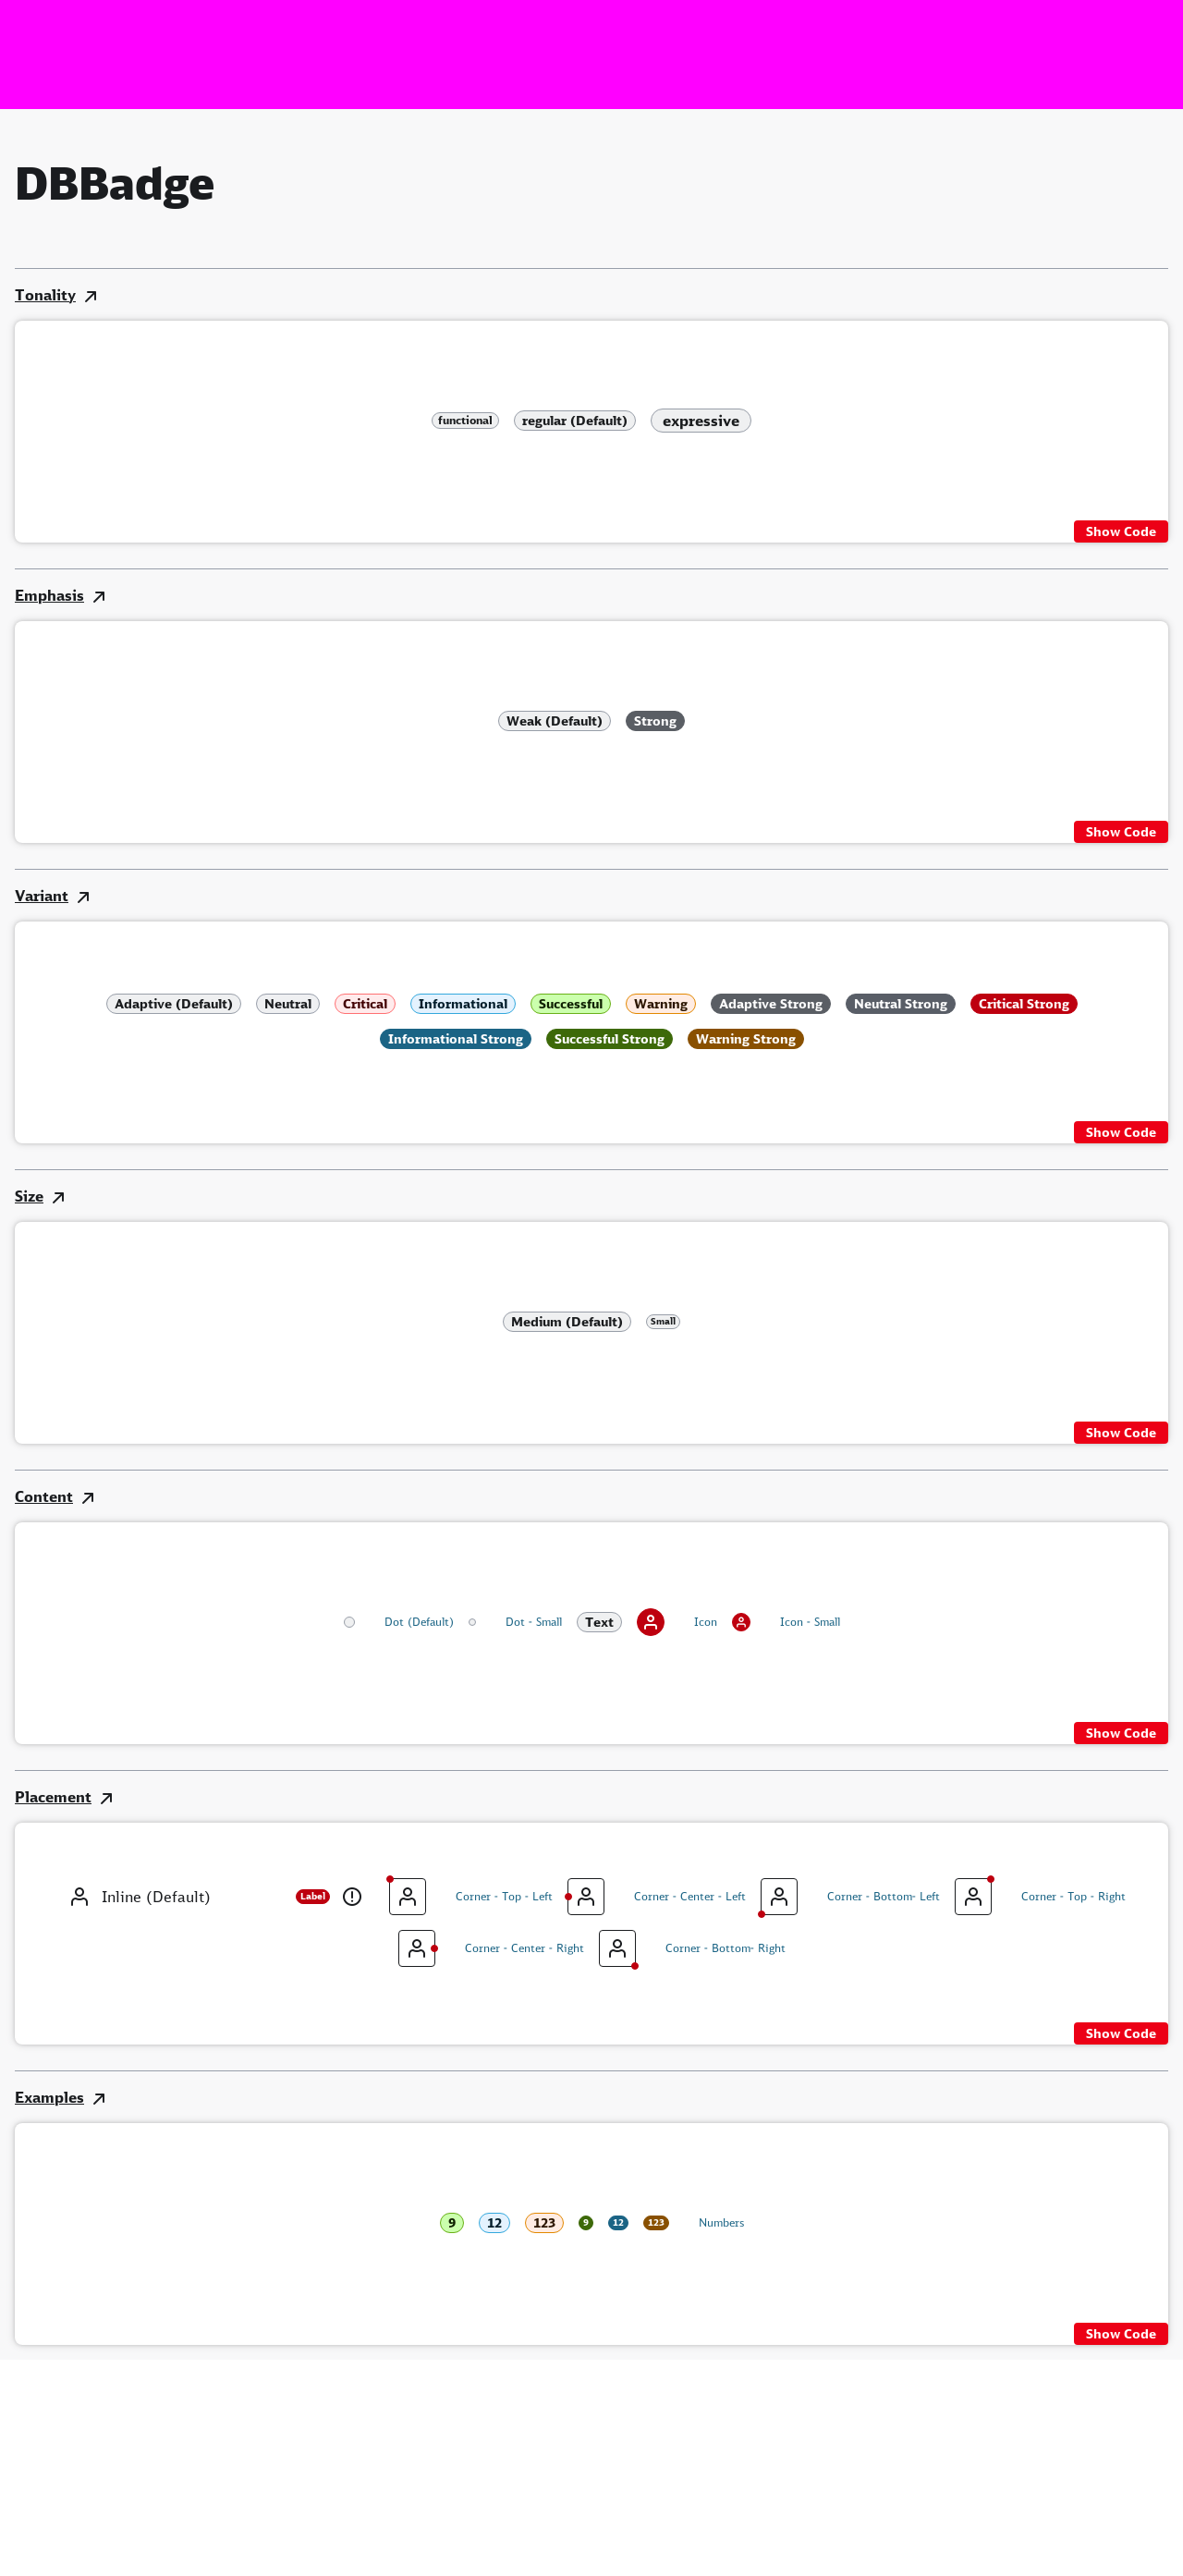 DBBadge
Tonality
functional regular (Default) expressive
Show Code
Emphasis
Weak (Default) Strong
Show Code
Variant
Adaptive (Default) Neutral Critical Informational Successful Warning Adaptive Strong Neutral Strong Critical Strong
Informational Strong Successful Strong Warning Strong
Show Code
Size
Medium (Default) Small
Show Code
Content
Dot (Default) Dot - Small Text Icon Icon - Small
Show Code
Placement
Inline (Default) Label Corner - Top - Left Corner - Center - Left Corner - Bottom- Left Corner - Top - Right
Corner - Center - Right Corner - Bottom- Right
Show Code
Examples
9 12 123 9 12 123 Numbers
Show Code